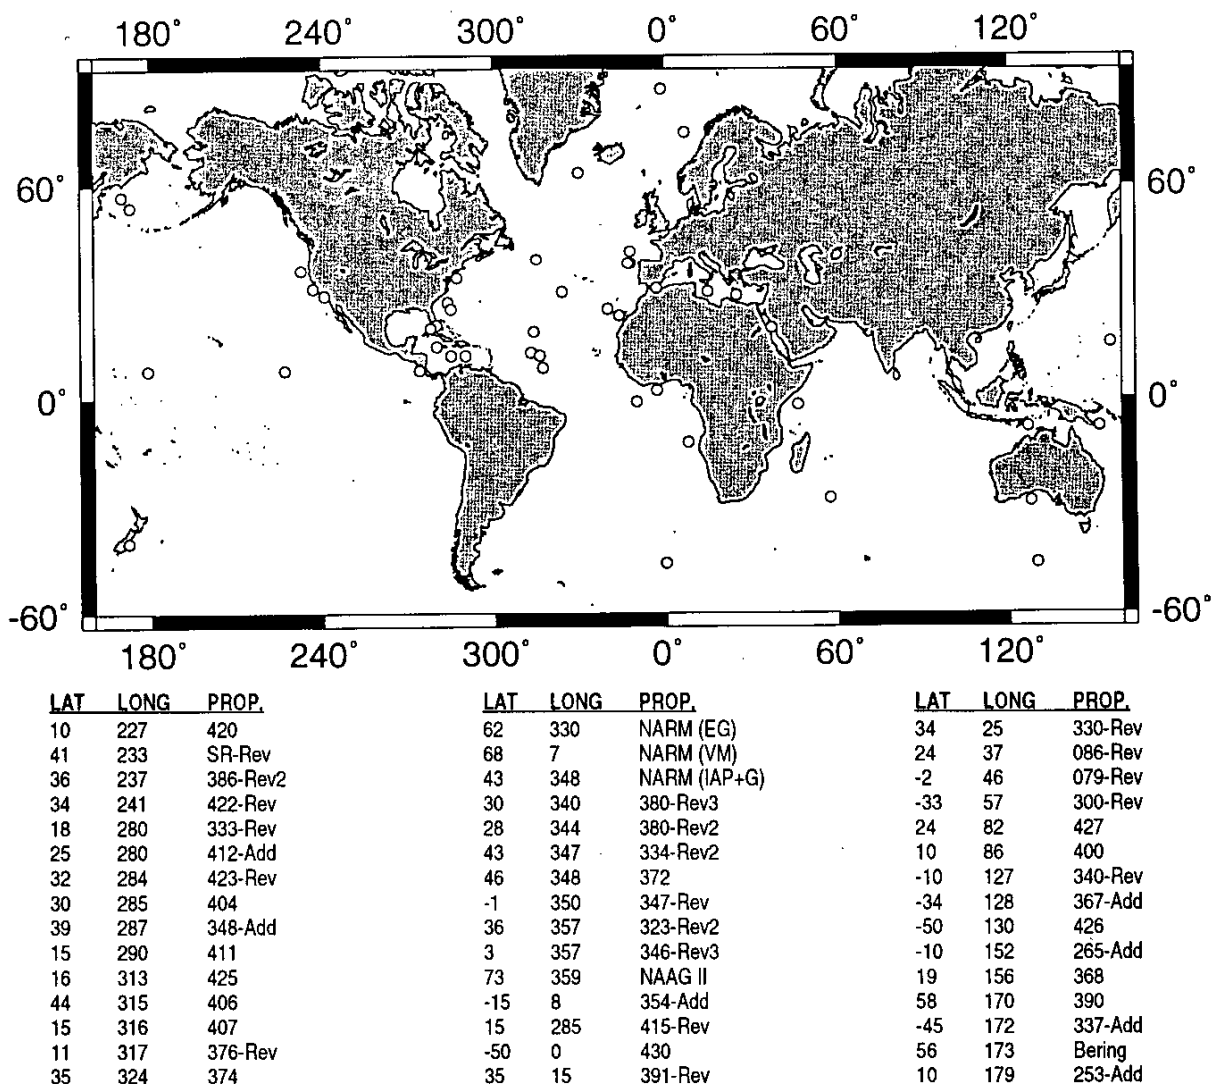 180° 240° 300° 0° 60° 120°
60° 60°
0° 0°
-60° -60°
180° 240° 300° 0° 60° 120°
LAT LONG PROP. LAT LONG PROP. LAT LONG PROP.
10 227 420 62 330 NARM (EG) 34 25 330-Rev
41 233 SR-Rev 68 7 NARM (VM) 24 37 086-Rev
36 237 386-Rev2 43 348 NARM (IAP+G) -2 46 079-Rev
34 241 422-Rev 30 340 380-Rev3 -33 57 300-Rev
18 280 333-Rev 28 344 380-Rev2 24 82 427
25 280 412-Add 43 347 334-Rev2 10 86 400
32 284 423-Rev 46 348 372 -10 127 340-Rev
30 285 404 -1 350 347-Rev -34 128 367-Add
39 287 348-Add 36 357 323-Rev2 -50 130 426
15 290 411 3 357 346-Rev3 -10 152 265-Add
16 313 425 73 359 NAAG II 19 156 368
44 315 406 -15 8 354-Add 58 170 390
15 316 407 15 285 415-Rev -45 172 337-Add
11 317 376-Rev -50 0 430 56 173 Bering
35 324 374 35 15 391-Rev 10 179 253-Add